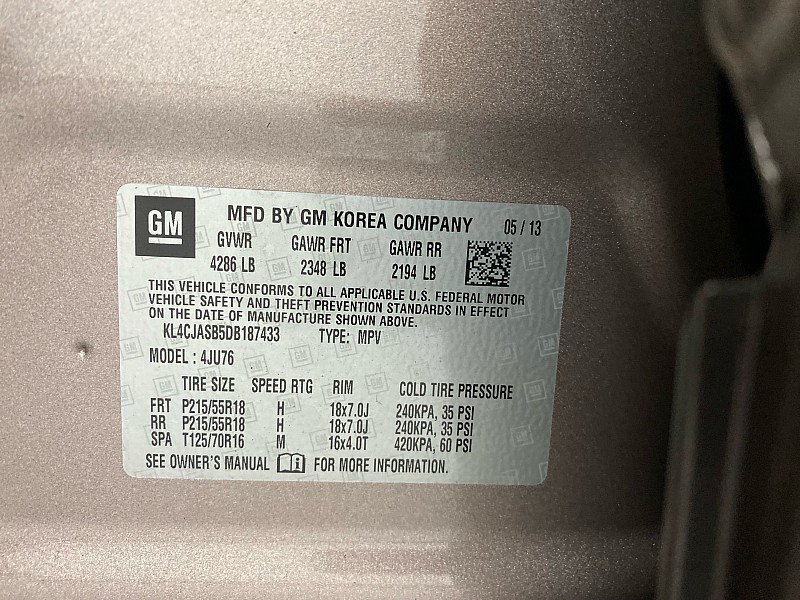 GM MFD BY GM KOREA COMPANY 05 / 13
GVWR GAWR FRT GAWR RR
4286 LB 2348 LB 2194 LB
THIS VEHICLE CONFORMS TO ALL APPLICABLE U.S. FEDERAL MOTOR
VEHICLE SAFETY AND THEFT PREVENTION STANDARDS IN EFFECT
ON THE DATE OF MANUFACTURE SHOWN ABOVE.
KL4CJASB5DB187433 TYPE: MPV
MODEL : 4JU76
TIRE SIZE SPEED RTG RIM COLD TIRE PRESSURE
FRT P215/55R18 H 18x7.0J 240KPA, 35 PSI
RR P215/55R18 H 18x7.0J 240KPA, 35 PSI
SPA T125/70R16 M 16x4.0T 420KPA, 60 PSI
SEE OWNER'S MANUAL FOR MORE INFORMATION.